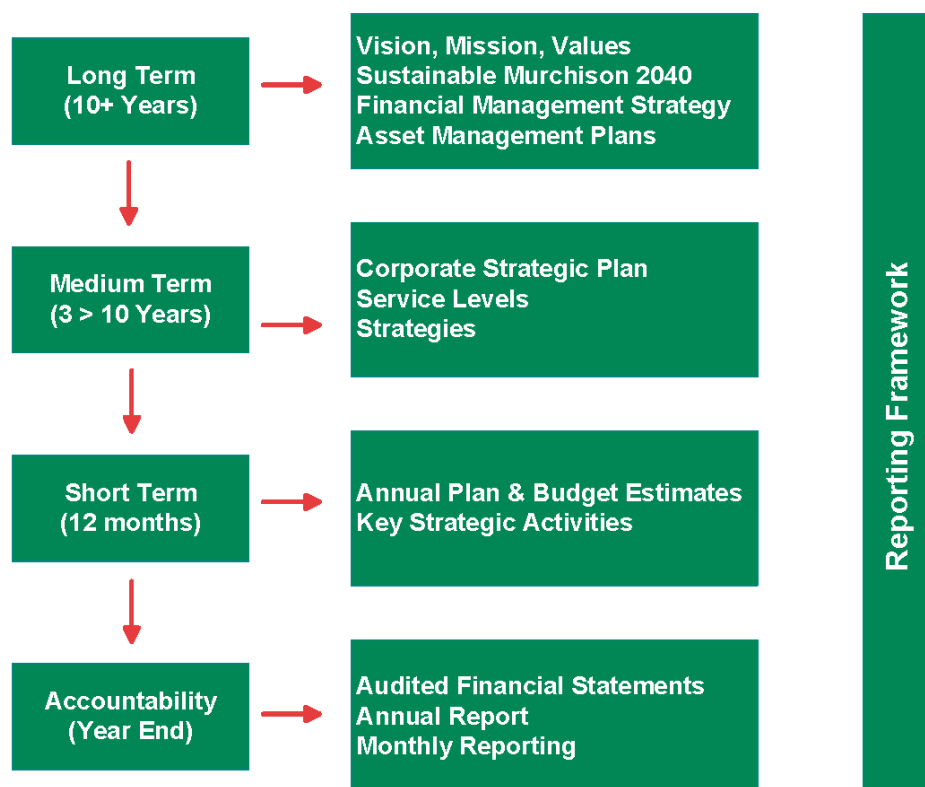 Long Term
(10+ Years)
Vision, Mission, Values
Sustainable Murchison 2040
Financial Management Strategy
Asset Management Plans
Medium Term
(3 > 10 Years)
Corporate Strategic Plan
Service Levels
Strategies
Short Term
(12 months)
Annual Plan & Budget Estimates
Key Strategic Activities
Accountability
(Year End)
Audited Financial Statements
Annual Report
Monthly Reporting
Reporting Framework